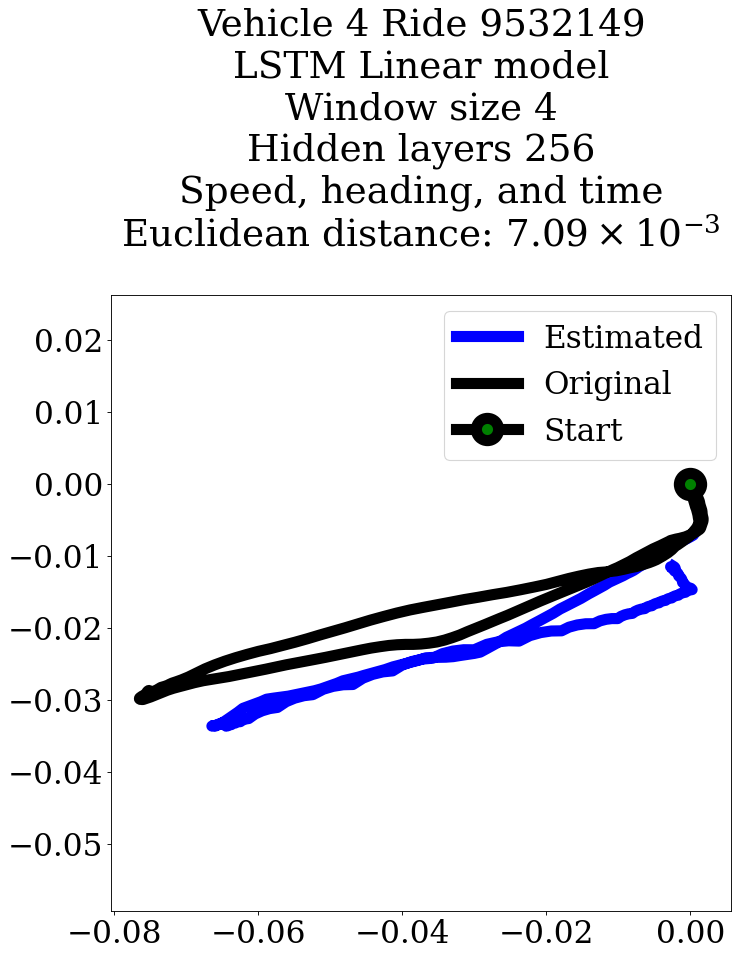 Vehicle 4 Ride 9532149
LSTM Linear model
Window size 4
Hidden layers 256
Speed, heading, and time
Euclidean distance: 7.09 × 10⁻³
Estimated
Original
Start
0.02
0.01
0.00
−0.01
−0.02
−0.03
−0.04
−0.05
−0.08 −0.06 −0.04 −0.02 0.00